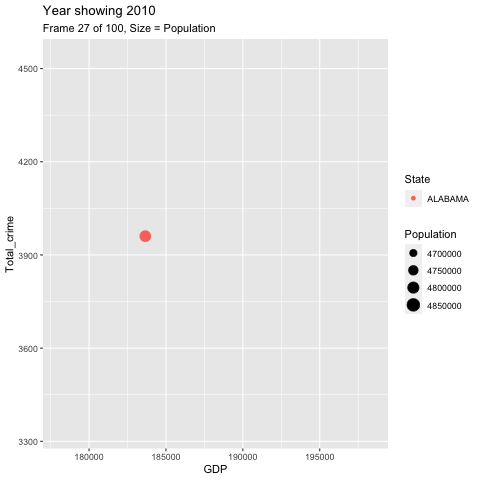 Year showing 2010
Frame 27 of 100, Size = Population
4500
4200
3900
3600
3300
Total_crime
180000
185000
190000
195000
GDP
State
ALABAMA
Population
4700000
4750000
4800000
4850000